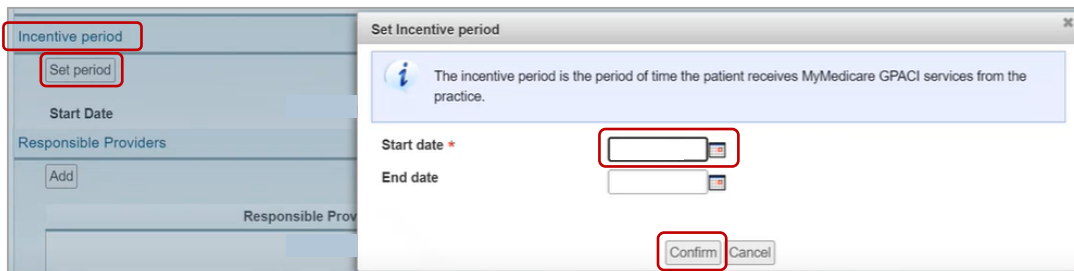 Incentive period
Set period
Start Date
Responsible Providers
Add
Responsible Prov
Set Incentive period
The incentive period is the period of time the patient receives MyMedicare GPACI services from the
practice.
Start date *
End date
Confirm Cancel